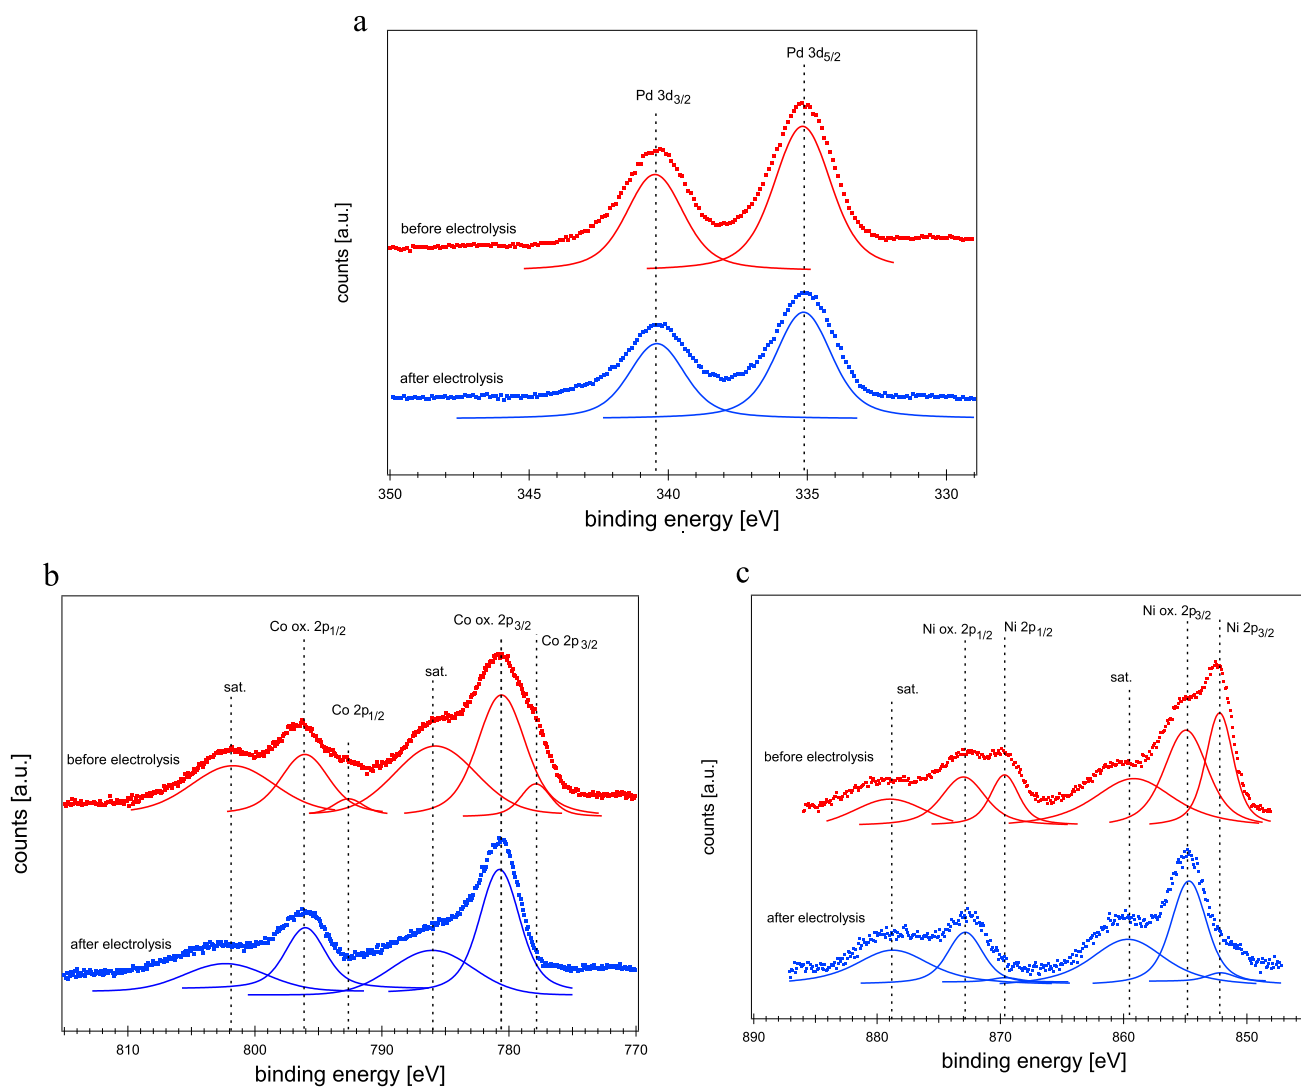 a
Pd 3d5/2
Pd 3d3/2
before electrolysis
after electrolysis
counts [a.u.]
350 345 340 335 330
binding energy [eV]
b
Co ox. 2p1/2
Co ox. 2p3/2
Co 2p3/2
sat.
sat.
Co 2p1/2
before electrolysis
after electrolysis
counts [a.u.]
810 800 790 780 770
binding energy [eV]
c
Ni ox. 2p3/2
Ni ox. 2p1/2
Ni 2p1/2
Ni 2p3/2
sat.
sat.
before electrolysis
after electrolysis
counts [a.u.]
890 880 870 860 850
binding energy [eV]